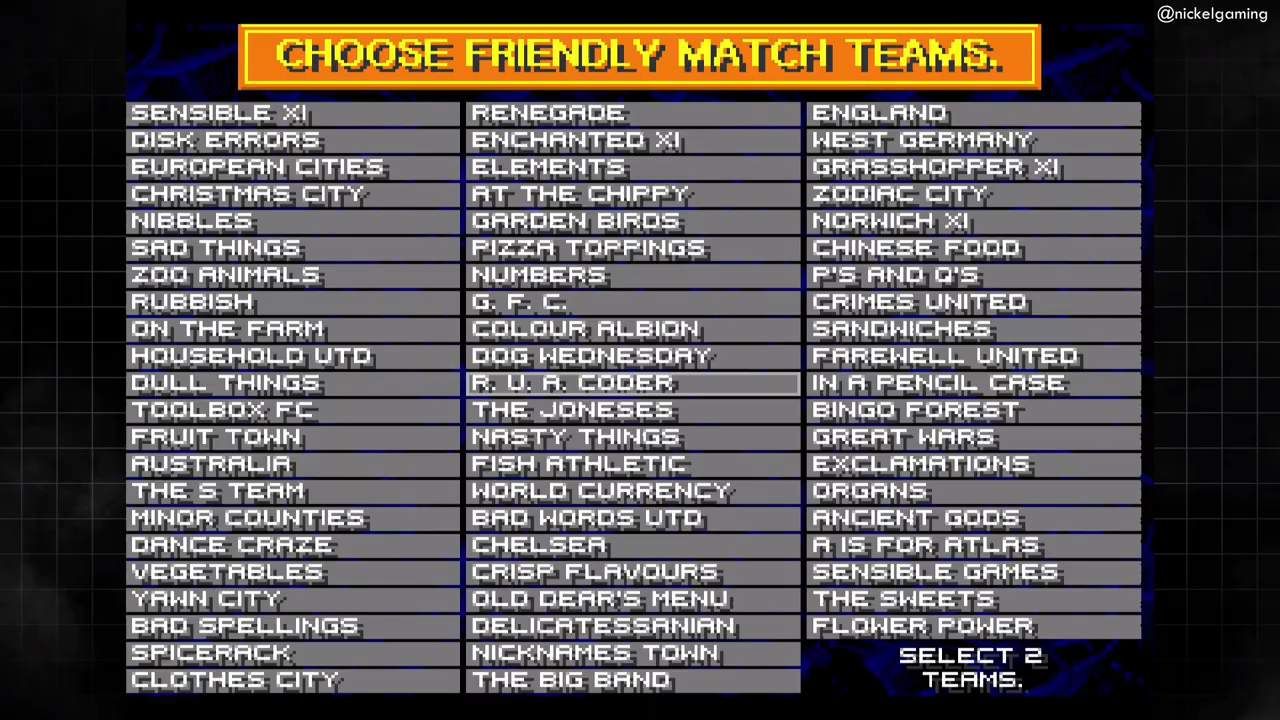 @nickelgaming
CHOOSE FRIENDLY MATCH TEAMS.
SENSIBLE XI
DISK ERRORS
EUROPEAN CITIES
CHRISTMAS CITY
NIBBLES
SAD THINGS
ZOO ANIMALS
RUBBISH
ON THE FARM
HOUSEHOLD UTD
DULL THINGS
TOOLBOX FC
FRUIT TOWN
AUSTRALIA
THE S TEAM
MINOR COUNTIES
DANCE CRAZE
VEGETABLES
YAWN CITY
BAD SPELLINGS
SPICERACK
CLOTHES CITY
RENEGADE
ENCHANTED XI
ELEMENTS
AT THE CHIPPY
GARDEN BIRDS
PIZZA TOPPINGS
NUMBERS
G. F. C.
COLOUR ALBION
DOG WEDNESDAY
R. U. A. CODER
THE JONESES
NASTY THINGS
FISH ATHLETIC
WORLD CURRENCY
BAD WORDS UTD
CHELSEA
CRISP FLAVOURS
OLD DEAR'S MENU
DELICATESSANIAN
NICKNAMES TOWN
THE BIG BAND
ENGLAND
WEST GERMANY
GRASSHOPPER XI
ZODIAC CITY
NORWICH XI
CHINESE FOOD
P'S AND Q'S
CRIMES UNITED
SANDWICHES
FAREWELL UNITED
IN A PENCIL CASE
BINGO FOREST
GREAT WARS
EXCLAMATIONS
ORGANS
ANCIENT GODS
A IS FOR ATLAS
SENSIBLE GAMES
THE SWEETS
FLOWER POWER
SELECT 2
TEAMS.